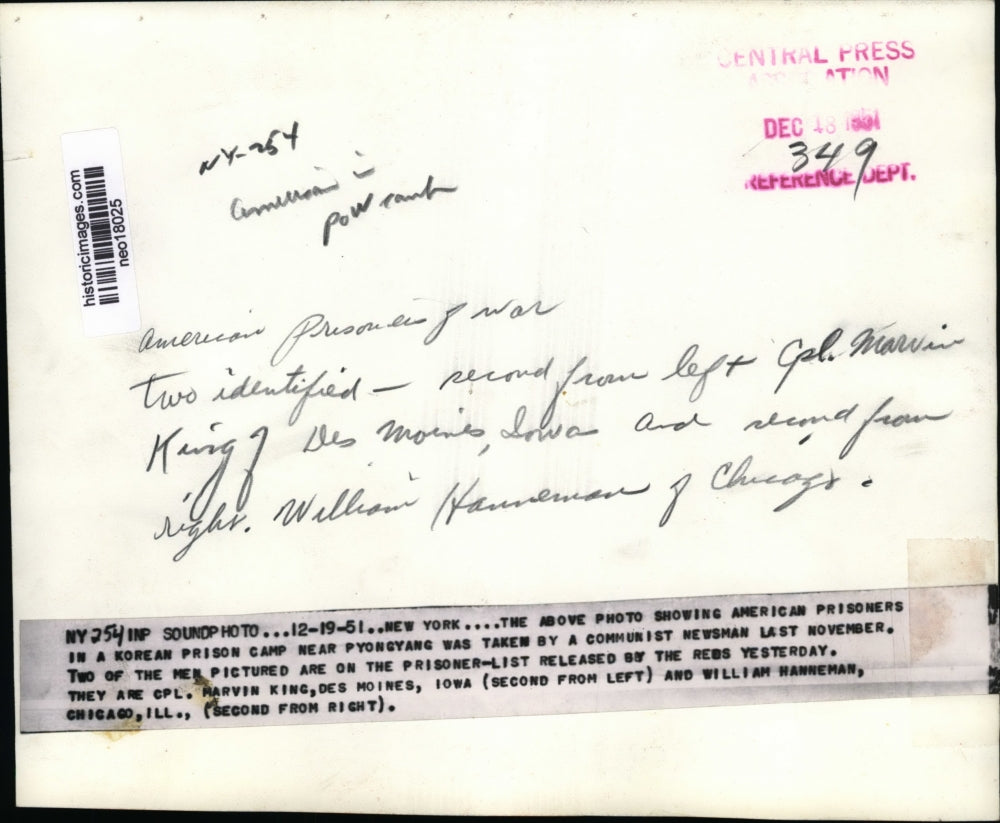 CENTRAL PRESS
ASSOCIATION
DEC 18 1951
349
REFERENCE DEPT.
NY-254
American in
POW camp
historicimages.com
neo18025
American Prisoners of war
Two identified — second from left Cpl. Marvin
King of Des Moines, Iowa and second from
right. William Hanneman of Chicago.
NY254INP SOUNDPHOTO...12-19-51..NEW YORK....THE ABOVE PHOTO SHOWING AMERICAN PRISONERS
IN A KOREAN PRISON CAMP NEAR PYONGYANG WAS TAKEN BY A COMMUNIST NEWSMAN LAST NOVEMBER.
TWO OF THE MEN PICTURED ARE ON THE PRISONER-LIST RELEASED BY THE REDS YESTERDAY.
THEY ARE CPL. MARVIN KING,DES MOINES, IOWA (SECOND FROM LEFT) AND WILLIAM HANNEMAN,
CHICAGO,ILL., (SECOND FROM RIGHT).